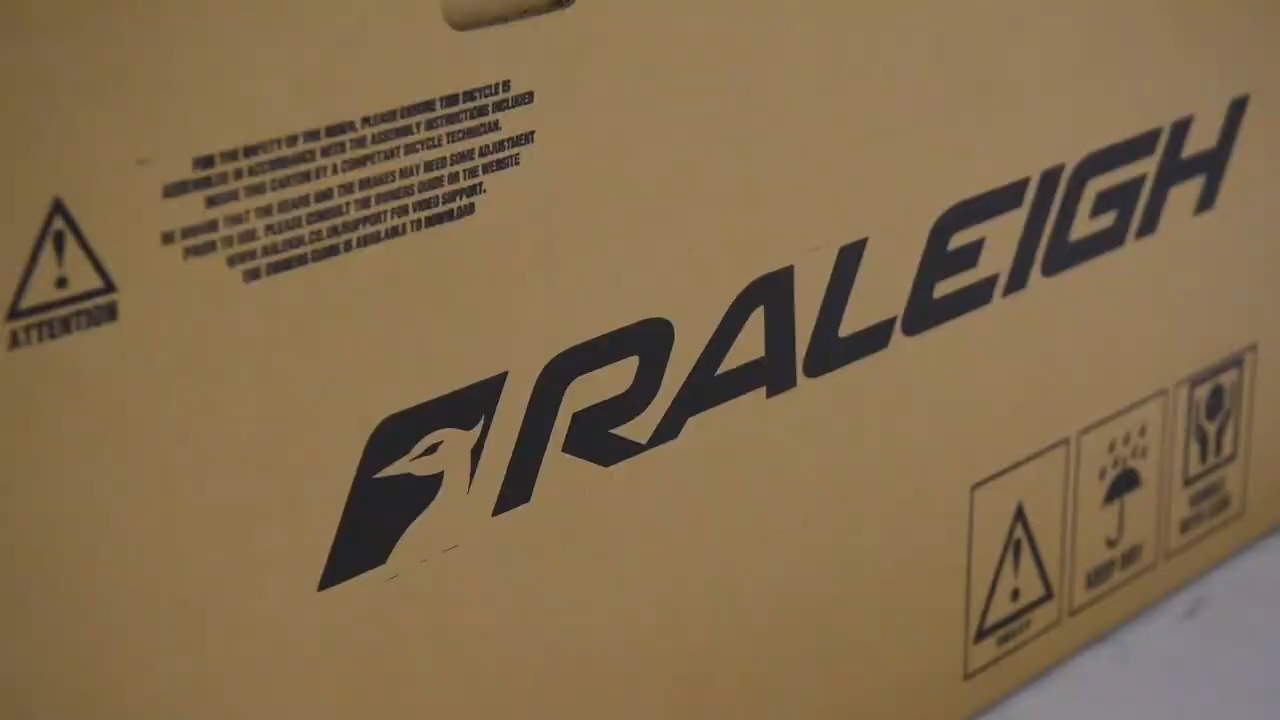 FOR THE SAFETY OF THE RIDER, PLEASE ENSURE THIS BICYCLE IS
ASSEMBLED IN ACCORDANCE WITH THE ASSEMBLY INSTRUCTIONS INCLUDED
INSIDE THIS CARTON BY A COMPETANT BICYCLE TECHNICIAN.
BE AWARE THAT THE GEARS AND THE BRAKES MAY NEED SOME ADJUSTMENT
PRIOR TO USE. PLEASE CONSULT THE OWNERS GUIDE OR THE WEBSITE
WWW.RALEIGH.CO.UK/SUPPORT FOR VIDEO SUPPORT.
THE OWNERS GUIDE IS AVAILABLE TO DOWNLOAD
ATTENTION
RALEIGH
KEEP DRY
HANDLE
WITH CARE